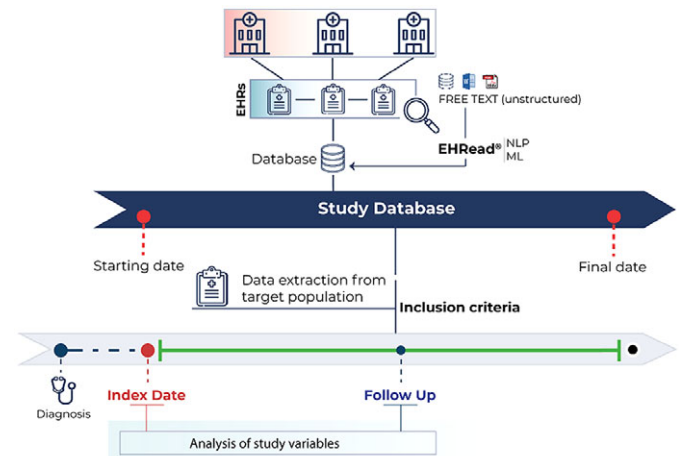 EHRs
FREE TEXT (unstructured)
EHRead® NLP
ML
Database
Study Database
Starting date
Final date
Data extraction from
target population
Inclusion criteria
Diagnosis
Index Date
Follow Up
Analysis of study variables